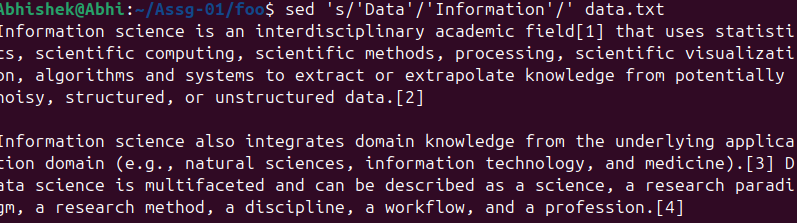 Abhishek@Abhi:~/Assg-01/foo$ sed 's/'Data'/'Information'/' data.txt
Information science is an interdisciplinary academic field[1] that uses statisti
cs, scientific computing, scientific methods, processing, scientific visualizati
on, algorithms and systems to extract or extrapolate knowledge from potentially
noisy, structured, or unstructured data.[2]

Information science also integrates domain knowledge from the underlying applica
tion domain (e.g., natural sciences, information technology, and medicine).[3] D
ata science is multifaceted and can be described as a science, a research paradi
gm, a research method, a discipline, a workflow, and a profession.[4]